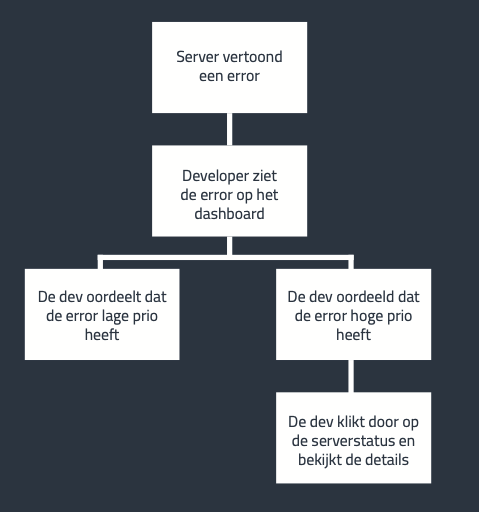 Server vertoond
een error
Developer ziet
de error op het
dashboard
De dev oordeelt dat
de error lage prio
heeft
De dev oordeeld dat
de error hoge prio
heeft
De dev klikt door op
de serverstatus en
bekijkt de details